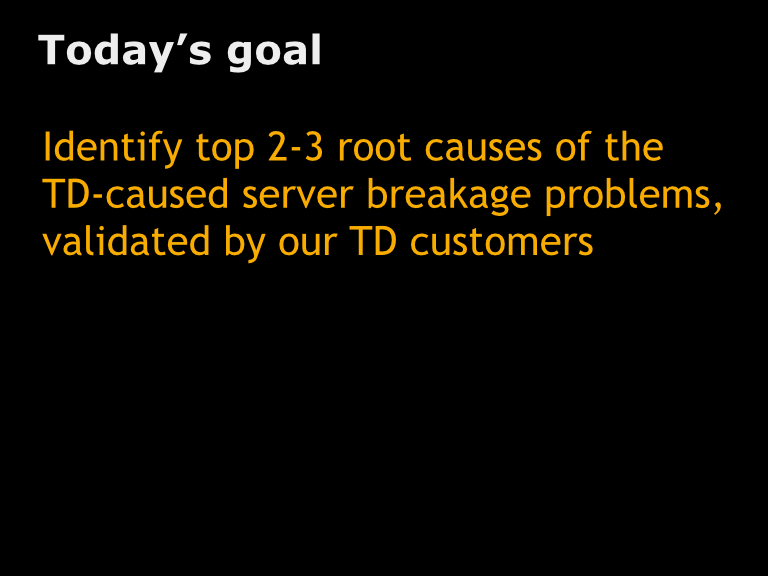 Today’s goal
Identify top 2-3 root causes of the
TD-caused server breakage problems,
validated by our TD customers